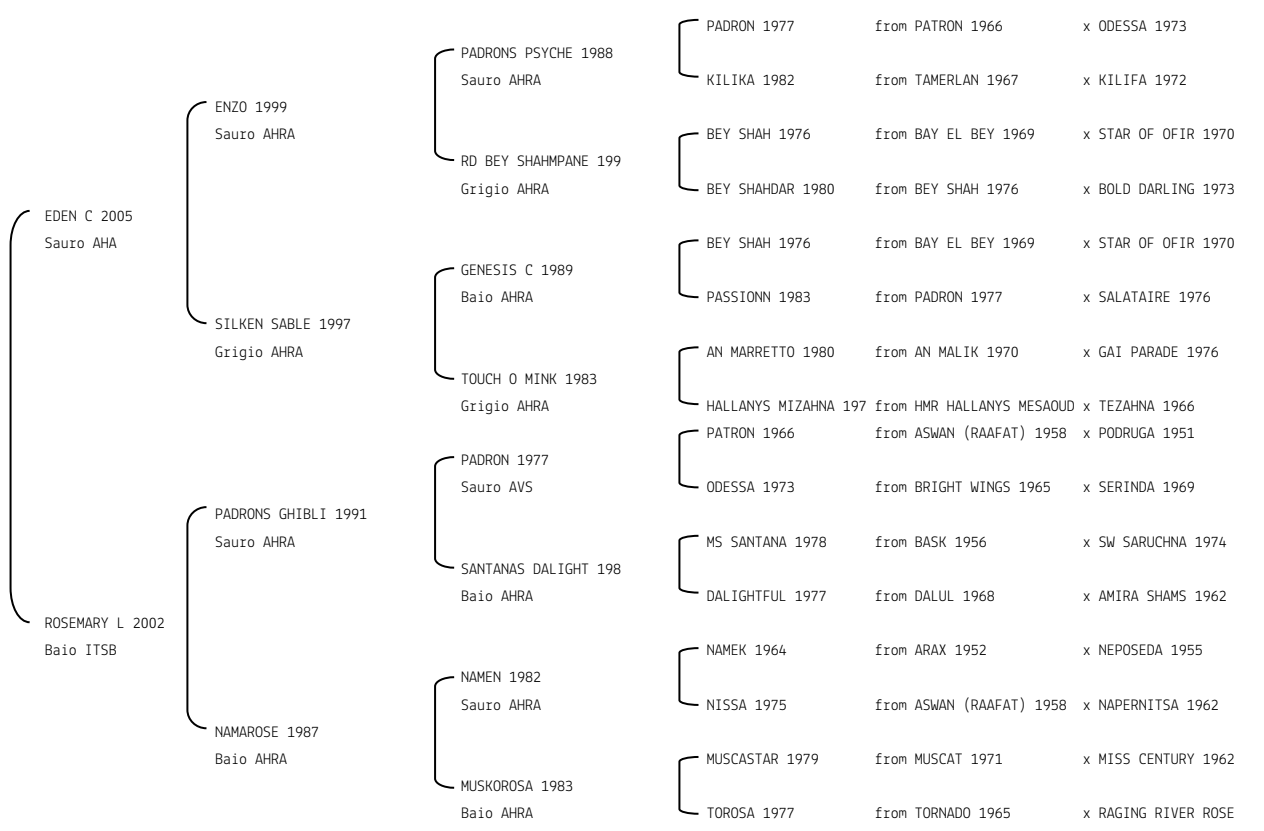 PADRON 1977 from PATRON 1966 x ODESSA 1973
PADRONS PSYCHE 1988
Sauro AHRA KILIKA 1982 from TAMERLAN 1967 x KILIFA 1972
ENZO 1999
Sauro AHRA BEY SHAH 1976 from BAY EL BEY 1969 x STAR OF OFIR 1970
RD BEY SHAHMPANE 199
Grigio AHRA BEY SHAHDAR 1980 from BEY SHAH 1976 x BOLD DARLING 1973
EDEN C 2005
Sauro AHA BEY SHAH 1976 from BAY EL BEY 1969 x STAR OF OFIR 1970
GENESIS C 1989
Baio AHRA PASSIONN 1983 from PADRON 1977 x SALATAIRE 1976
SILKEN SABLE 1997
Grigio AHRA AN MARRETTO 1980 from AN MALIK 1970 x GAI PARADE 1976
TOUCH O MINK 1983
Grigio AHRA HALLANYS MIZAHNA 197 from HMR HALLANYS MESAOUD x TEZAHNA 1966
PATRON 1966 from ASWAN (RAAFAT) 1958 x PODRUGA 1951
PADRON 1977
Sauro AVS ODESSA 1973 from BRIGHT WINGS 1965 x SERINDA 1969
PADRONS GHIBLI 1991
Sauro AHRA MS SANTANA 1978 from BASK 1956 x SW SARUCHNA 1974
SANTANAS DALIGHT 198
Baio AHRA DALIGHTFUL 1977 from DALUL 1968 x AMIRA SHAMS 1962
ROSEMARY L 2002
Baio ITSB NAMEK 1964 from ARAX 1952 x NEPOSEDA 1955
NAMEN 1982
Sauro AHRA NISSA 1975 from ASWAN (RAAFAT) 1958 x NAPERNITSA 1962
NAMAROSE 1987
Baio AHRA MUSCASTAR 1979 from MUSCAT 1971 x MISS CENTURY 1962
MUSKOROSA 1983
Baio AHRA TOROSA 1977 from TORNADO 1965 x RAGING RIVER ROSE